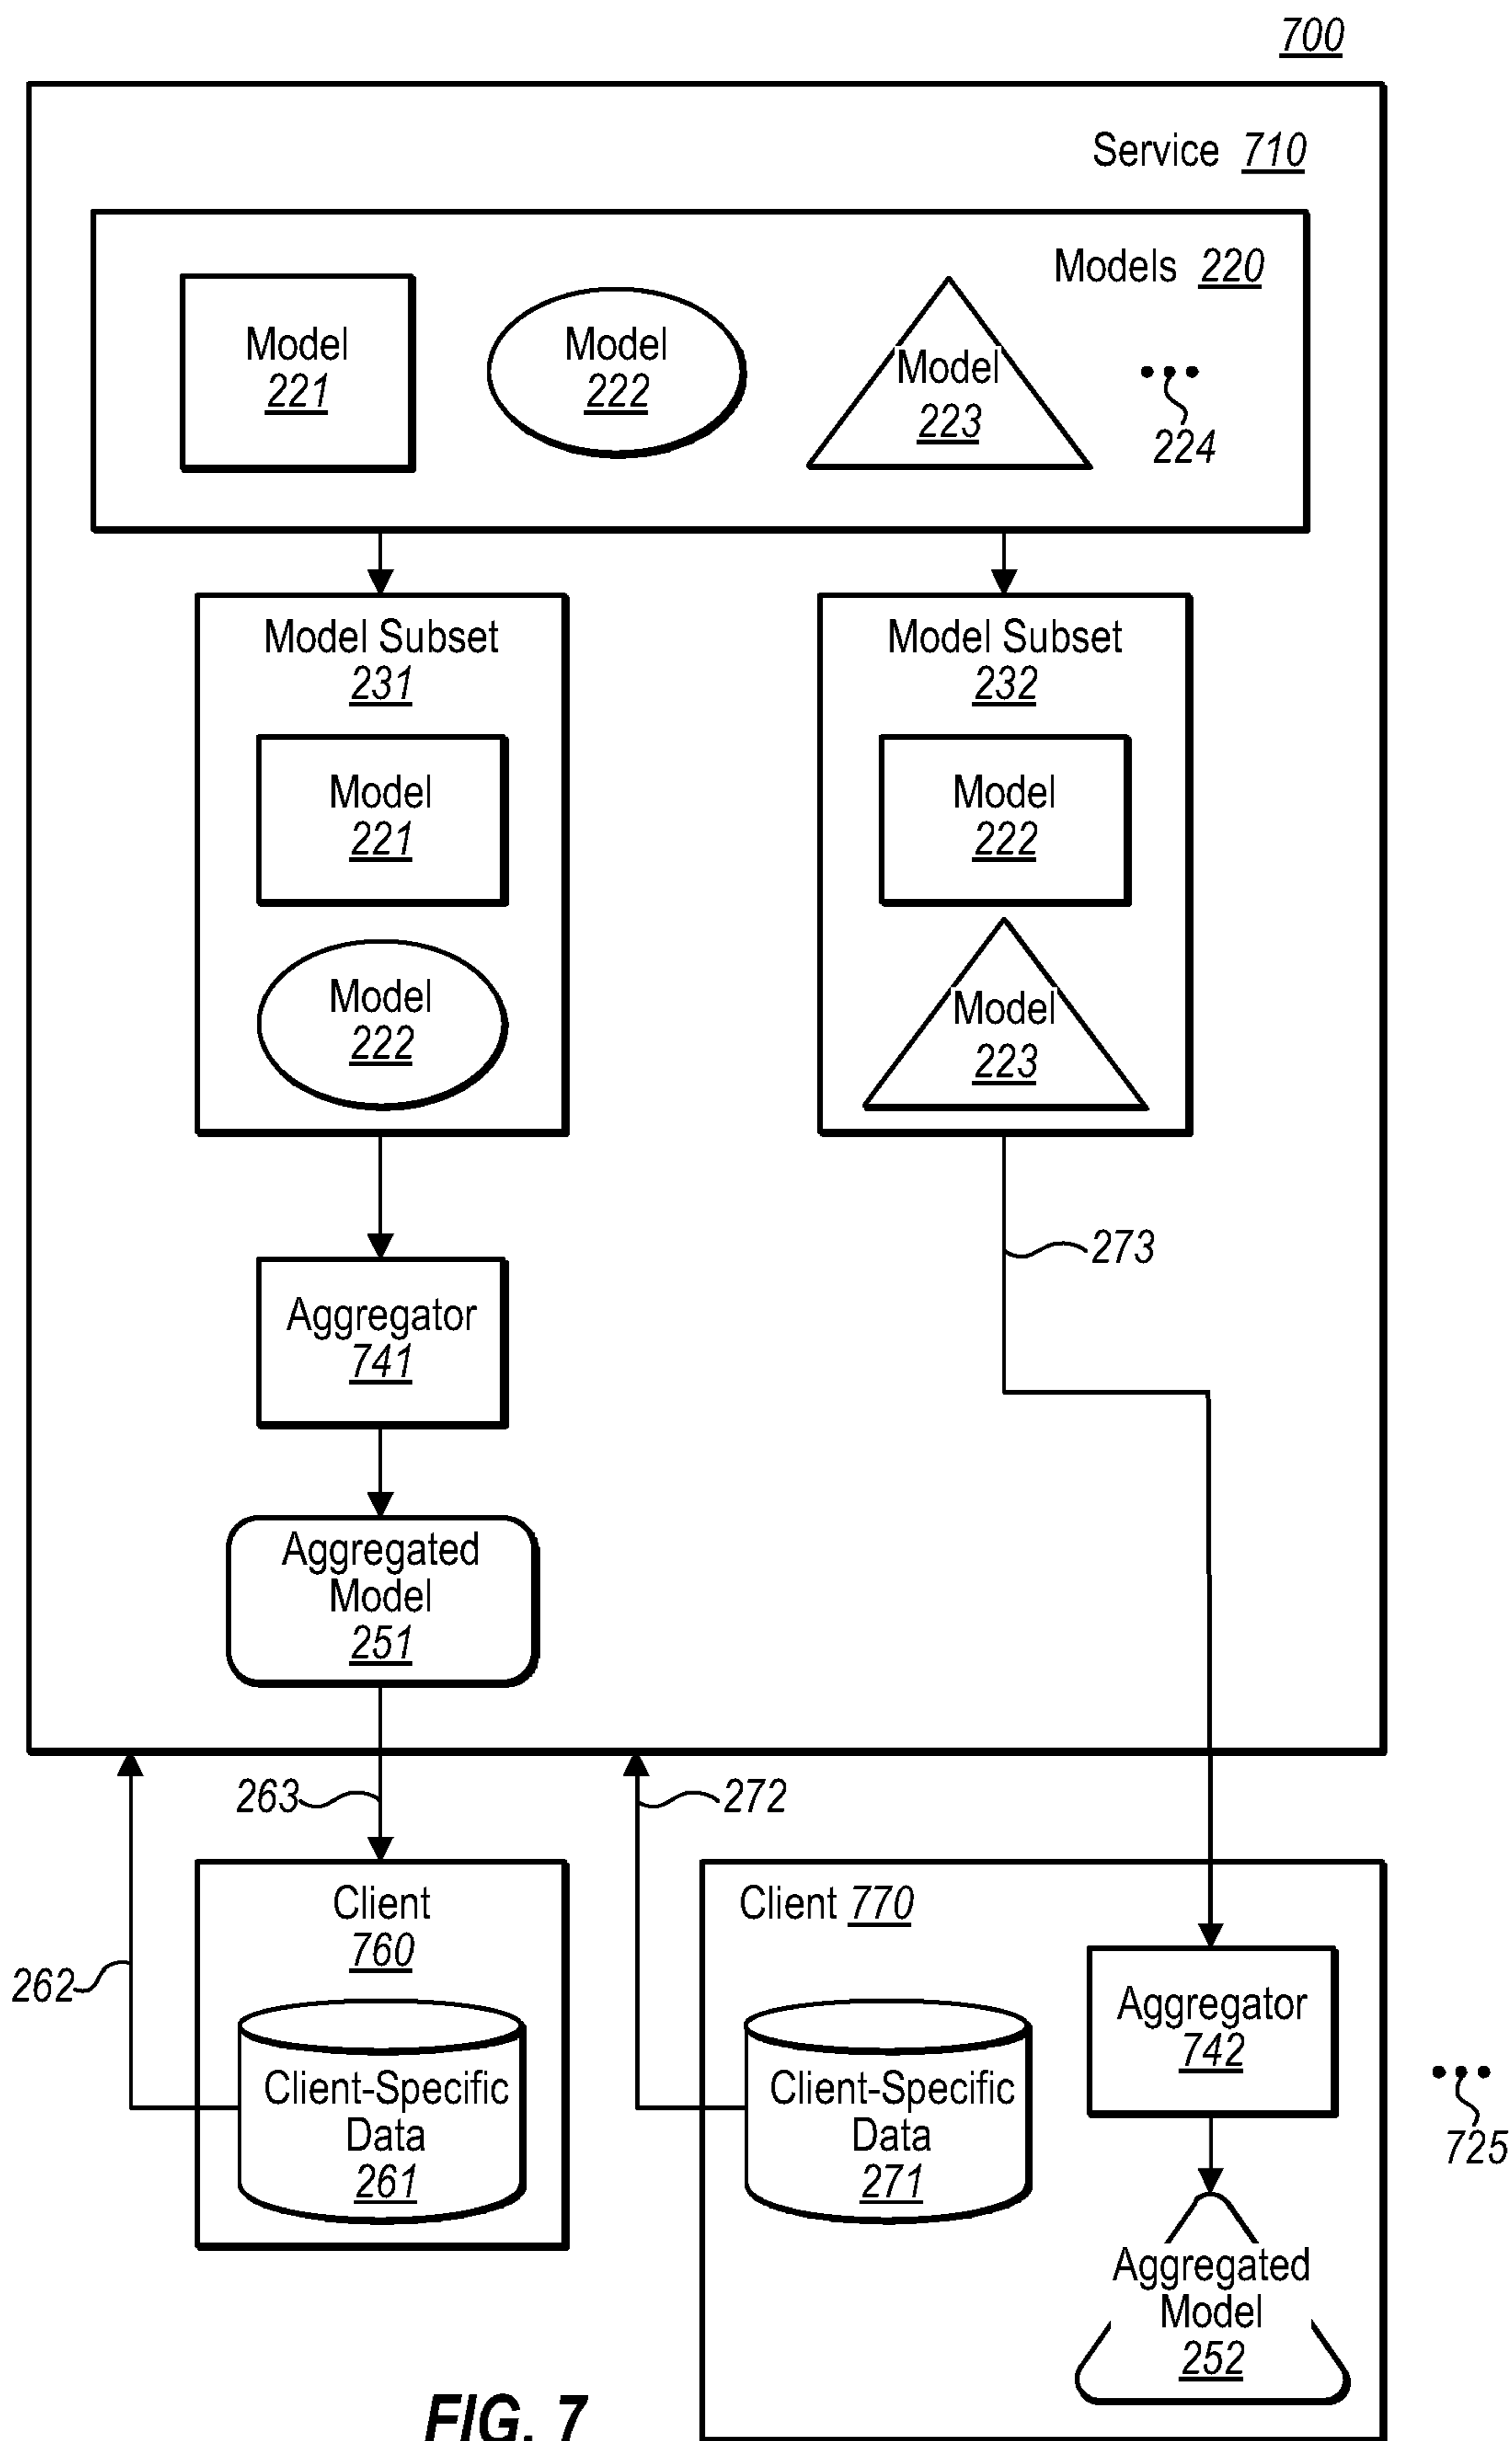 700
Service 710
Models 220
Model
221
Model
222
Model
223
224
Model Subset
231
Model
221
Model
222
Model Subset
232
Model
222
Model
223
273
Aggregator
741
Aggregated
Model
251
263
272
262
Client
760
Client-Specific
Data
261
Client 770
Client-Specific
Data
271
Aggregator
742
Aggregated
Model
252
725
FIG. 7